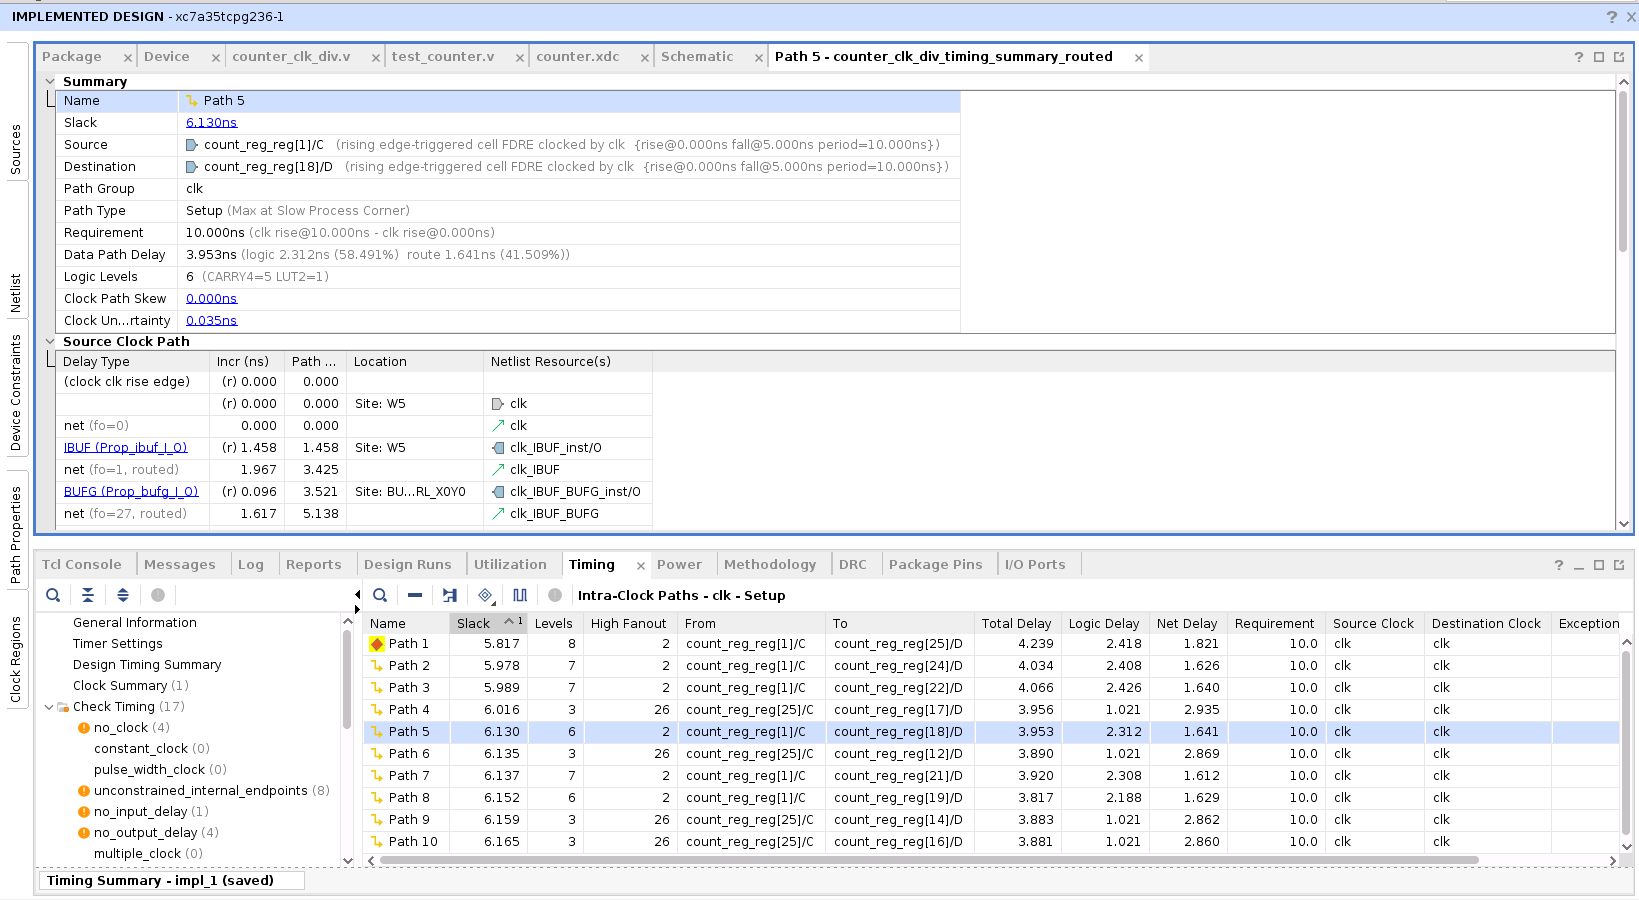 IMPLEMENTED DESIGN - xc7a35tcpg236-1
Package Device counter_clk_div.v test_counter.v counter.xdc Schematic Path 5 - counter_clk_div_timing_summary_routed
Sources
Netlist
Device Constraints
Path Properties
Clock Regions
Summary
Name Path 5
Slack 6.130ns
Source count_reg_reg[1]/C (rising edge-triggered cell FDRE clocked by clk {rise@0.000ns fall@5.000ns period=10.000ns})
Destination count_reg_reg[18]/D (rising edge-triggered cell FDRE clocked by clk {rise@0.000ns fall@5.000ns period=10.000ns})
Path Group clk
Path Type Setup (Max at Slow Process Corner)
Requirement 10.000ns (clk rise@10.000ns - clk rise@0.000ns)
Data Path Delay 3.953ns (logic 2.312ns (58.491%) route 1.641ns (41.509%))
Logic Levels 6 (CARRY4=5 LUT2=1)
Clock Path Skew 0.000ns
Clock Un...rtainty 0.035ns
Source Clock Path
Delay Type Incr (ns) Path ... Location Netlist Resource(s)
(clock clk rise edge) (r) 0.000 0.000
(r) 0.000 0.000 Site: W5 clk
net (fo=0) 0.000 0.000 clk
IBUF (Prop_ibuf_I_O) (r) 1.458 1.458 Site: W5 clk_IBUF_inst/O
net (fo=1, routed) 1.967 3.425 clk_IBUF
BUFG (Prop_bufg_I_O) (r) 0.096 3.521 Site: BU...RL_X0Y0 clk_IBUF_BUFG_inst/O
net (fo=27, routed) 1.617 5.138 clk_IBUF_BUFG
Tcl Console Messages Log Reports Design Runs Utilization Timing Power Methodology DRC Package Pins I/O Ports
Intra-Clock Paths - clk - Setup
General Information
Timer Settings
Design Timing Summary
Clock Summary (1)
Check Timing (17)
no_clock (4)
constant_clock (0)
pulse_width_clock (0)
unconstrained_internal_endpoints (8)
no_input_delay (1)
no_output_delay (4)
multiple_clock (0)
Name Slack 1 Levels High Fanout From To Total Delay Logic Delay Net Delay Requirement Source Clock Destination Clock Exception
Path 1 5.817 8 2 count_reg_reg[1]/C count_reg_reg[25]/D 4.239 2.418 1.821 10.0 clk clk
Path 2 5.978 7 2 count_reg_reg[1]/C count_reg_reg[24]/D 4.034 2.408 1.626 10.0 clk clk
Path 3 5.989 7 2 count_reg_reg[1]/C count_reg_reg[22]/D 4.066 2.426 1.640 10.0 clk clk
Path 4 6.016 3 26 count_reg_reg[25]/C count_reg_reg[17]/D 3.956 1.021 2.935 10.0 clk clk
Path 5 6.130 6 2 count_reg_reg[1]/C count_reg_reg[18]/D 3.953 2.312 1.641 10.0 clk clk
Path 6 6.135 3 26 count_reg_reg[25]/C count_reg_reg[12]/D 3.890 1.021 2.869 10.0 clk clk
Path 7 6.137 7 2 count_reg_reg[1]/C count_reg_reg[21]/D 3.920 2.308 1.612 10.0 clk clk
Path 8 6.152 6 2 count_reg_reg[1]/C count_reg_reg[19]/D 3.817 2.188 1.629 10.0 clk clk
Path 9 6.159 3 26 count_reg_reg[25]/C count_reg_reg[14]/D 3.883 1.021 2.862 10.0 clk clk
Path 10 6.165 3 26 count_reg_reg[25]/C count_reg_reg[16]/D 3.881 1.021 2.860 10.0 clk clk
Timing Summary - impl_1 (saved)